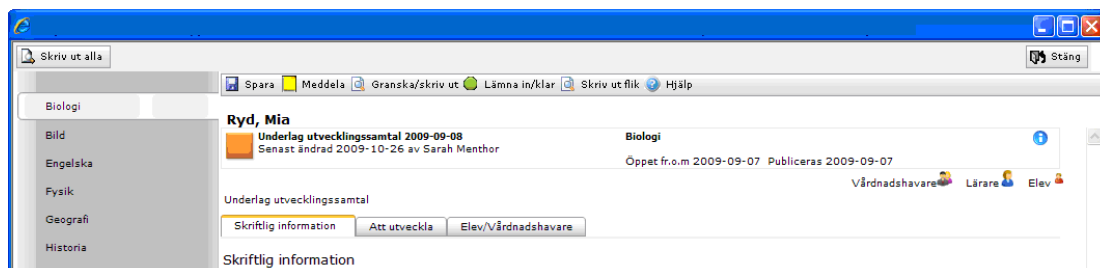 Skriv ut alla
Stäng
Spara Meddela Granska/skriv ut Lämna in/klar Skriv ut flik Hjälp
Biologi
Bild
Engelska
Fysik
Geografi
Historia
Ryd, Mia
Underlag utvecklingssamtal 2009-09-08
Senast ändrad 2009-10-26 av Sarah Menthor
Biologi
Öppet fr.o.m 2009-09-07 Publiceras 2009-09-07
Vårdnadshavare Lärare Elev
Underlag utvecklingssamtal
Skriftlig information Att utveckla Elev/Vårdnadshavare
Skriftlig information